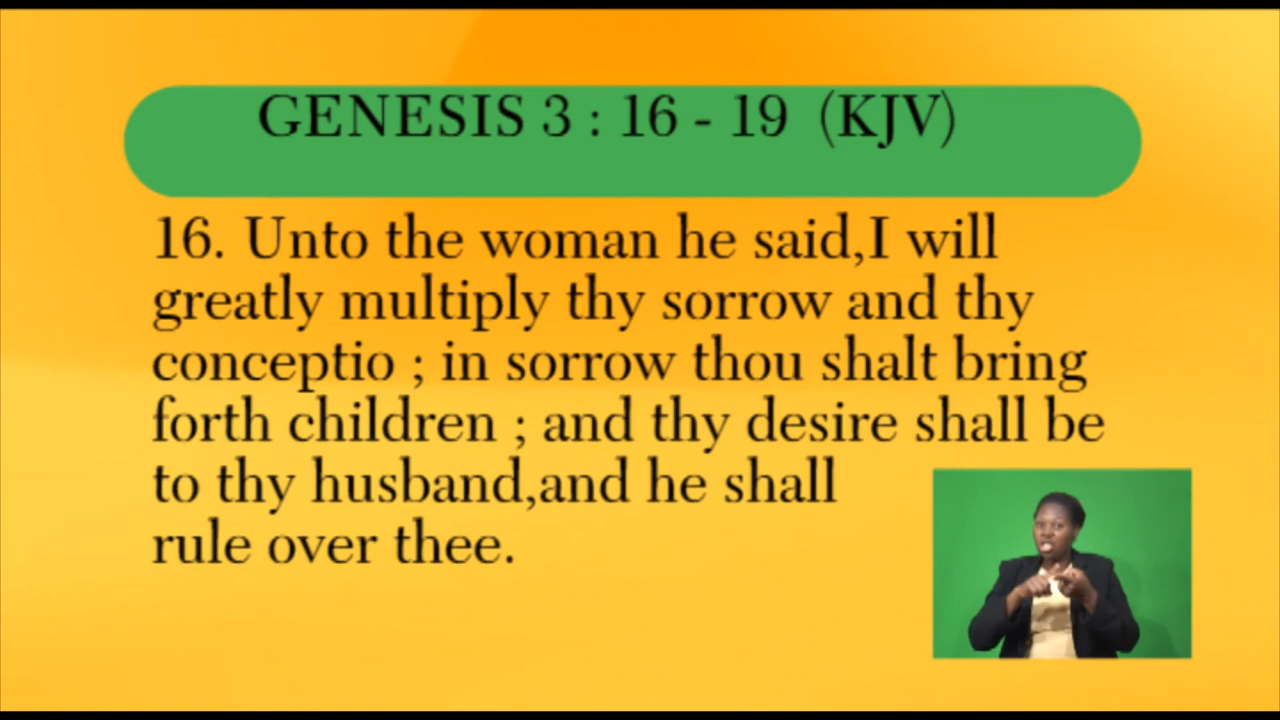 GENESIS 3 : 16 - 19 (KJV)
16. Unto the woman he said,I will
greatly multiply thy sorrow and thy
conceptio ; in sorrow thou shalt bring
forth children ; and thy desire shall be
to thy husband,and he shall
rule over thee.